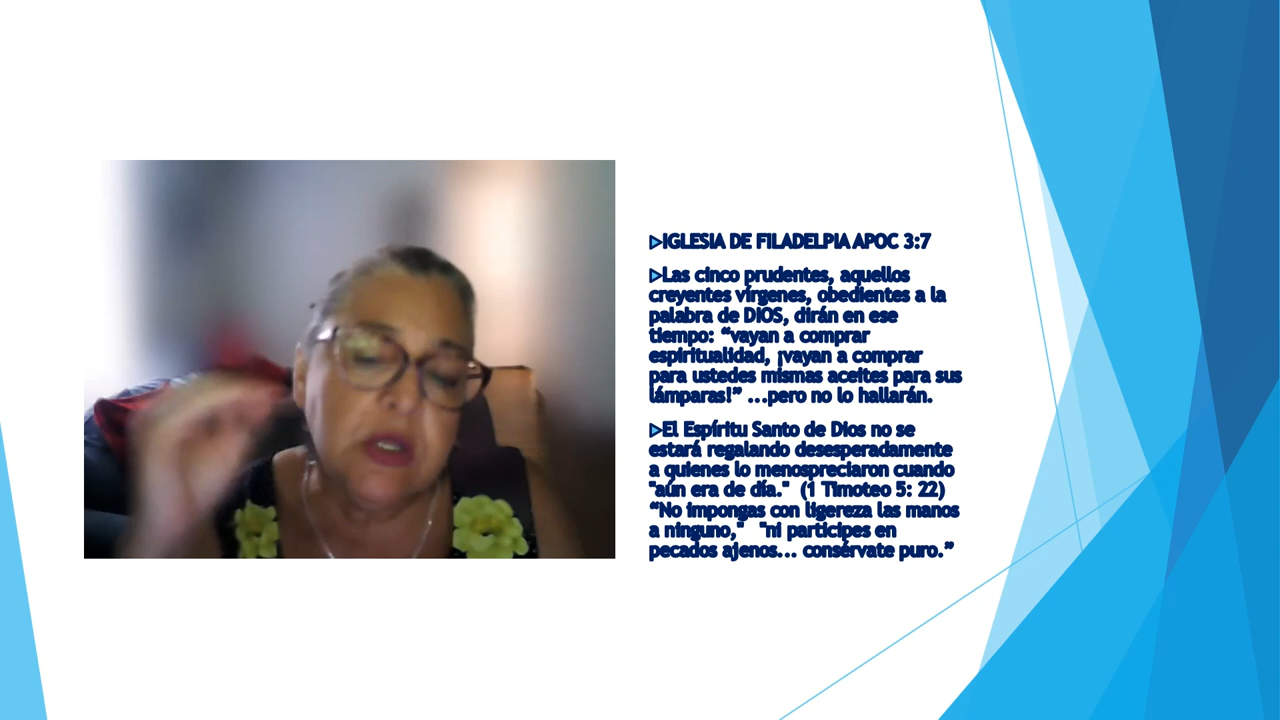 IGLESIA DE FILADELPIA APOC 3:7
Las cinco prudentes, aquellos
creyentes vírgenes, obedientes a la
palabra de DIOS, dirán en ese
tiempo: “vayan a comprar
espiritualidad, ¡vayan a comprar
para ustedes mismas aceites para sus
lámparas!” …pero no lo hallarán.
El Espíritu Santo de Dios no se
estará regalando desesperadamente
a quienes lo menospreciaron cuando
"aún era de día." (1 Timoteo 5: 22)
“No impongas con ligereza las manos
a ninguno," "ni participes en
pecados ajenos... consérvate puro.”